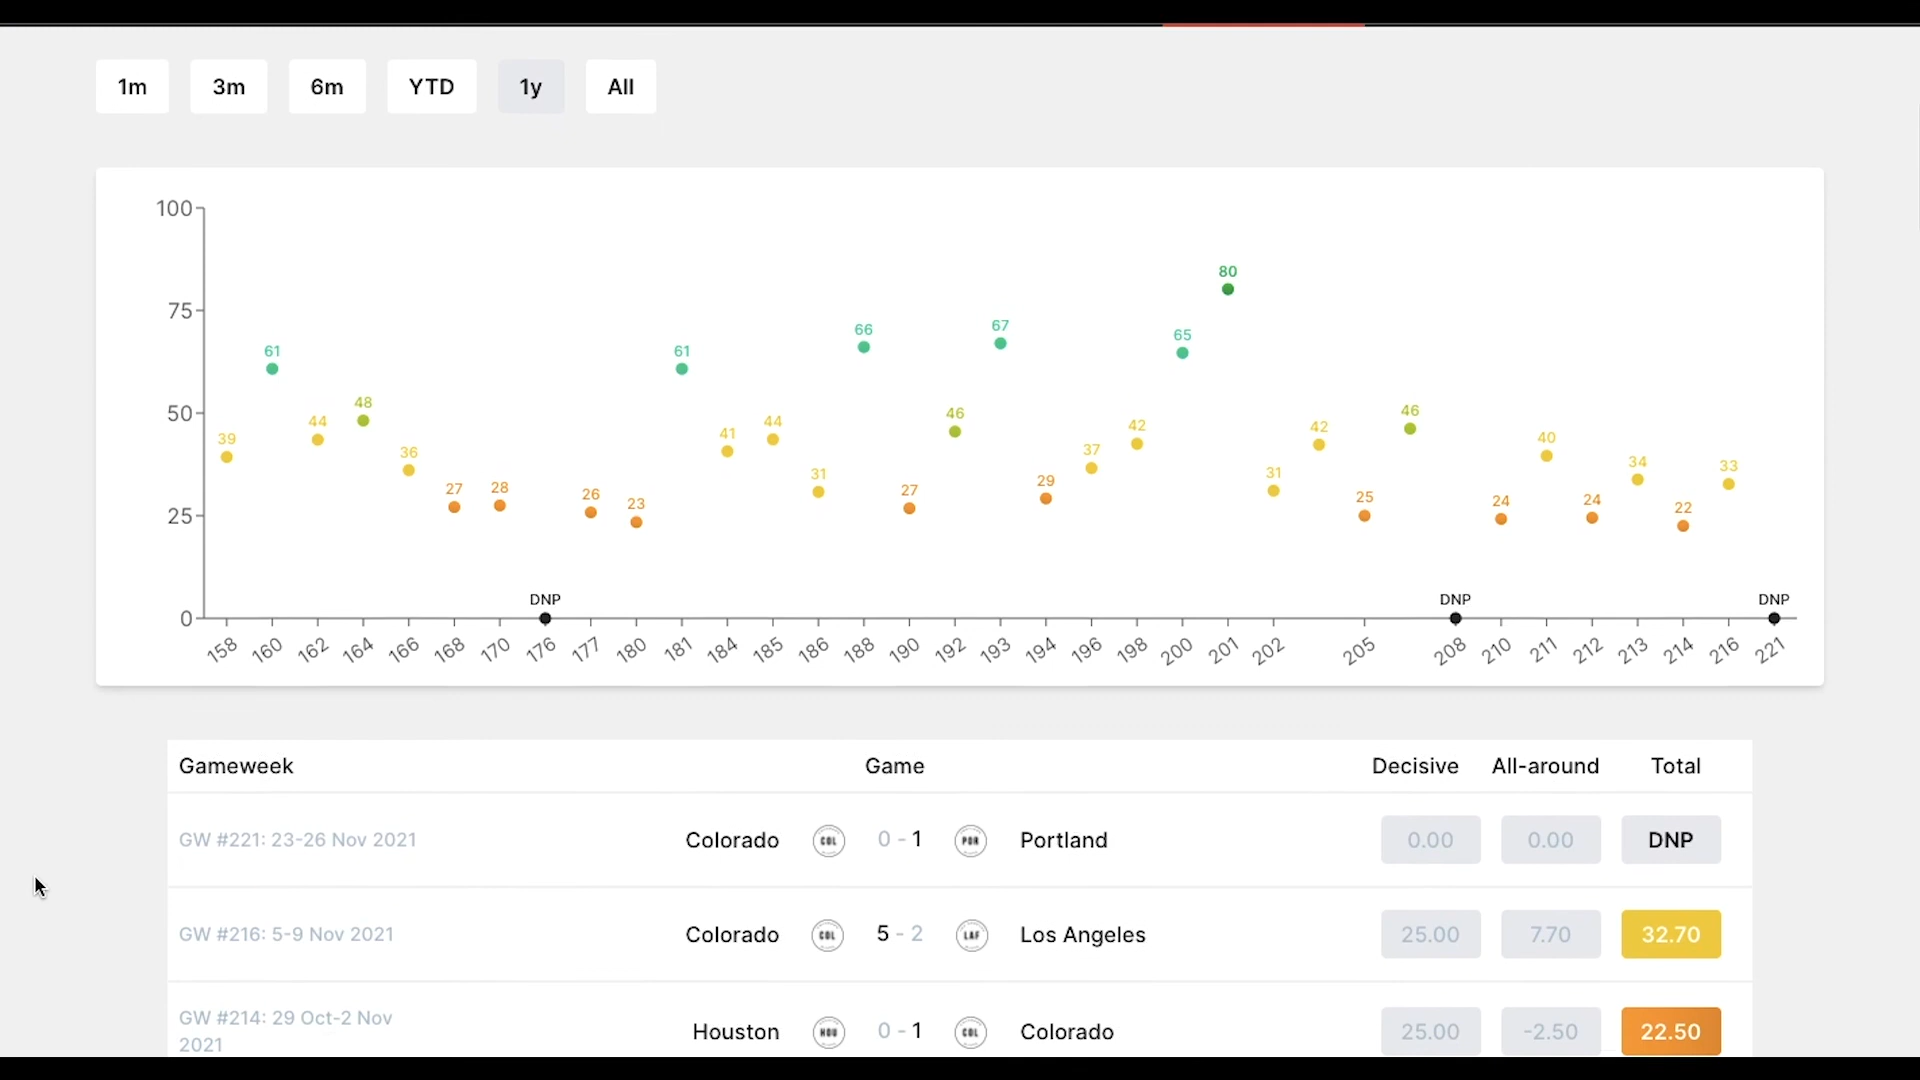 1m 3m 6m YTD 1y All
100
75
50
25
0
39 61 44 48 36 27 28 DNP 26 23 61 41 44 31 66 27 46 67 29 37 42 65 80 31 42 25 46 DNP 24 40 24 34 22 33 DNP
158 160 162 164 166 168 170 176 177 180 181 184 185 186 188 190 192 193 194 196 198 200 201 202 205 208 210 211 212 213 214 216 221
Gameweek Game Decisive All-around Total
GW #221: 23-26 Nov 2021 Colorado COL 0 - 1 POR Portland 0.00 0.00 DNP
GW #216: 5-9 Nov 2021 Colorado COL 5 - 2 LAF Los Angeles 25.00 7.70 32.70
GW #214: 29 Oct-2 Nov
2021
Houston HOU 0 - 1 COL Colorado 25.00 -2.50 22.50